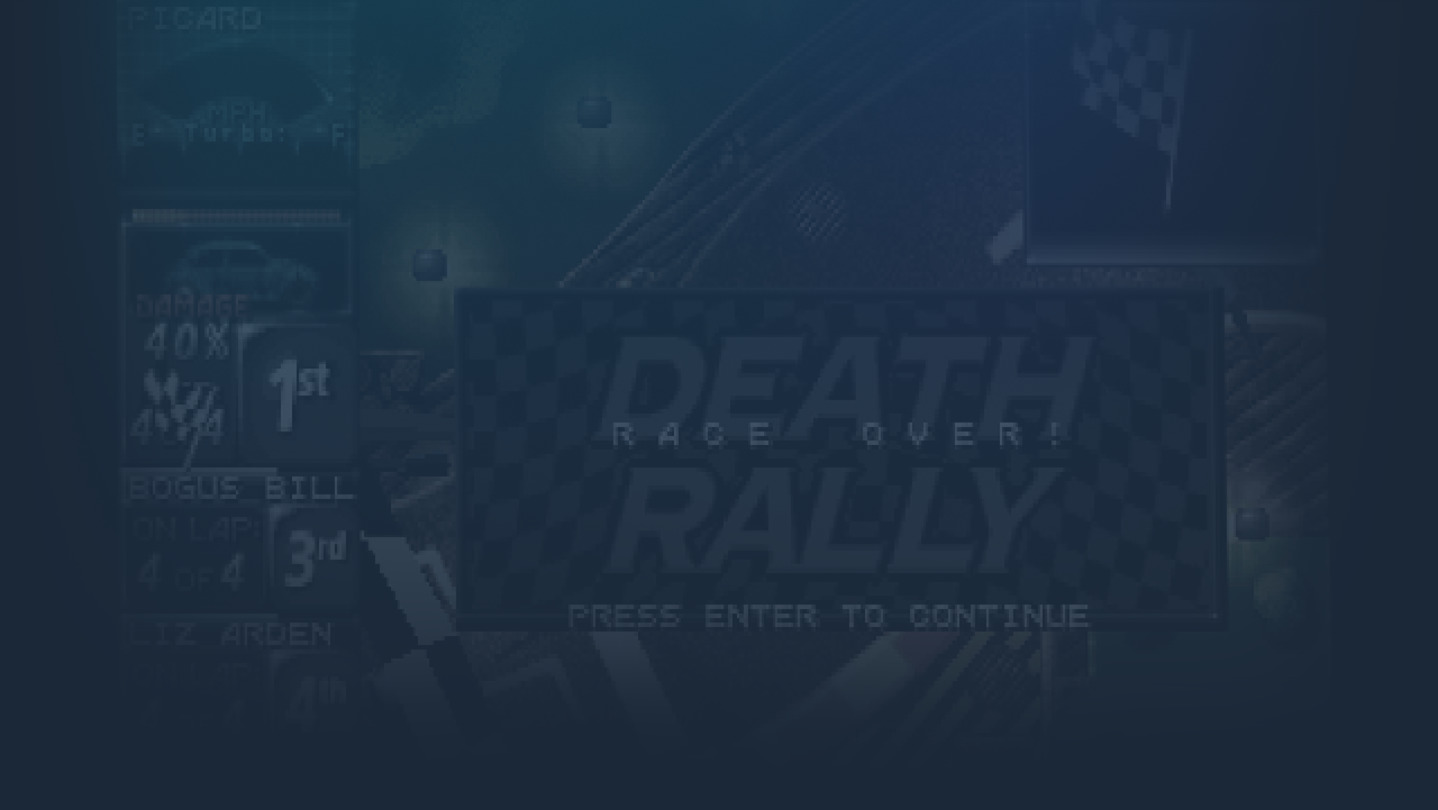 PICARD
MPH
E- Turbo: -F
DAMAGE
40%
1st
4 4
BOGUS BILL
ON LAP:
4 OF 4
3rd
LIZ ARDEN
4th
DEATH
RACE OVER!
RALLY
PRESS ENTER TO CONTINUE